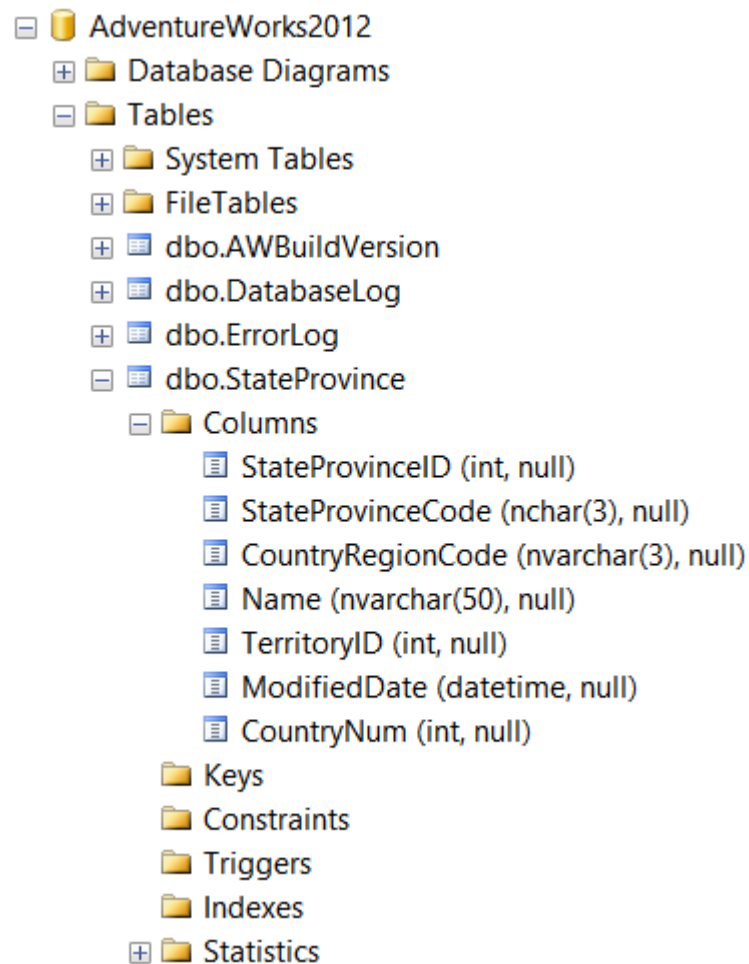 AdventureWorks2012
Database Diagrams
Tables
System Tables
FileTables
dbo.AWBuildVersion
dbo.DatabaseLog
dbo.ErrorLog
dbo.StateProvince
Columns
StateProvinceID (int, null)
StateProvinceCode (nchar(3), null)
CountryRegionCode (nvarchar(3), null)
Name (nvarchar(50), null)
TerritoryID (int, null)
ModifiedDate (datetime, null)
CountryNum (int, null)
Keys
Constraints
Triggers
Indexes
Statistics